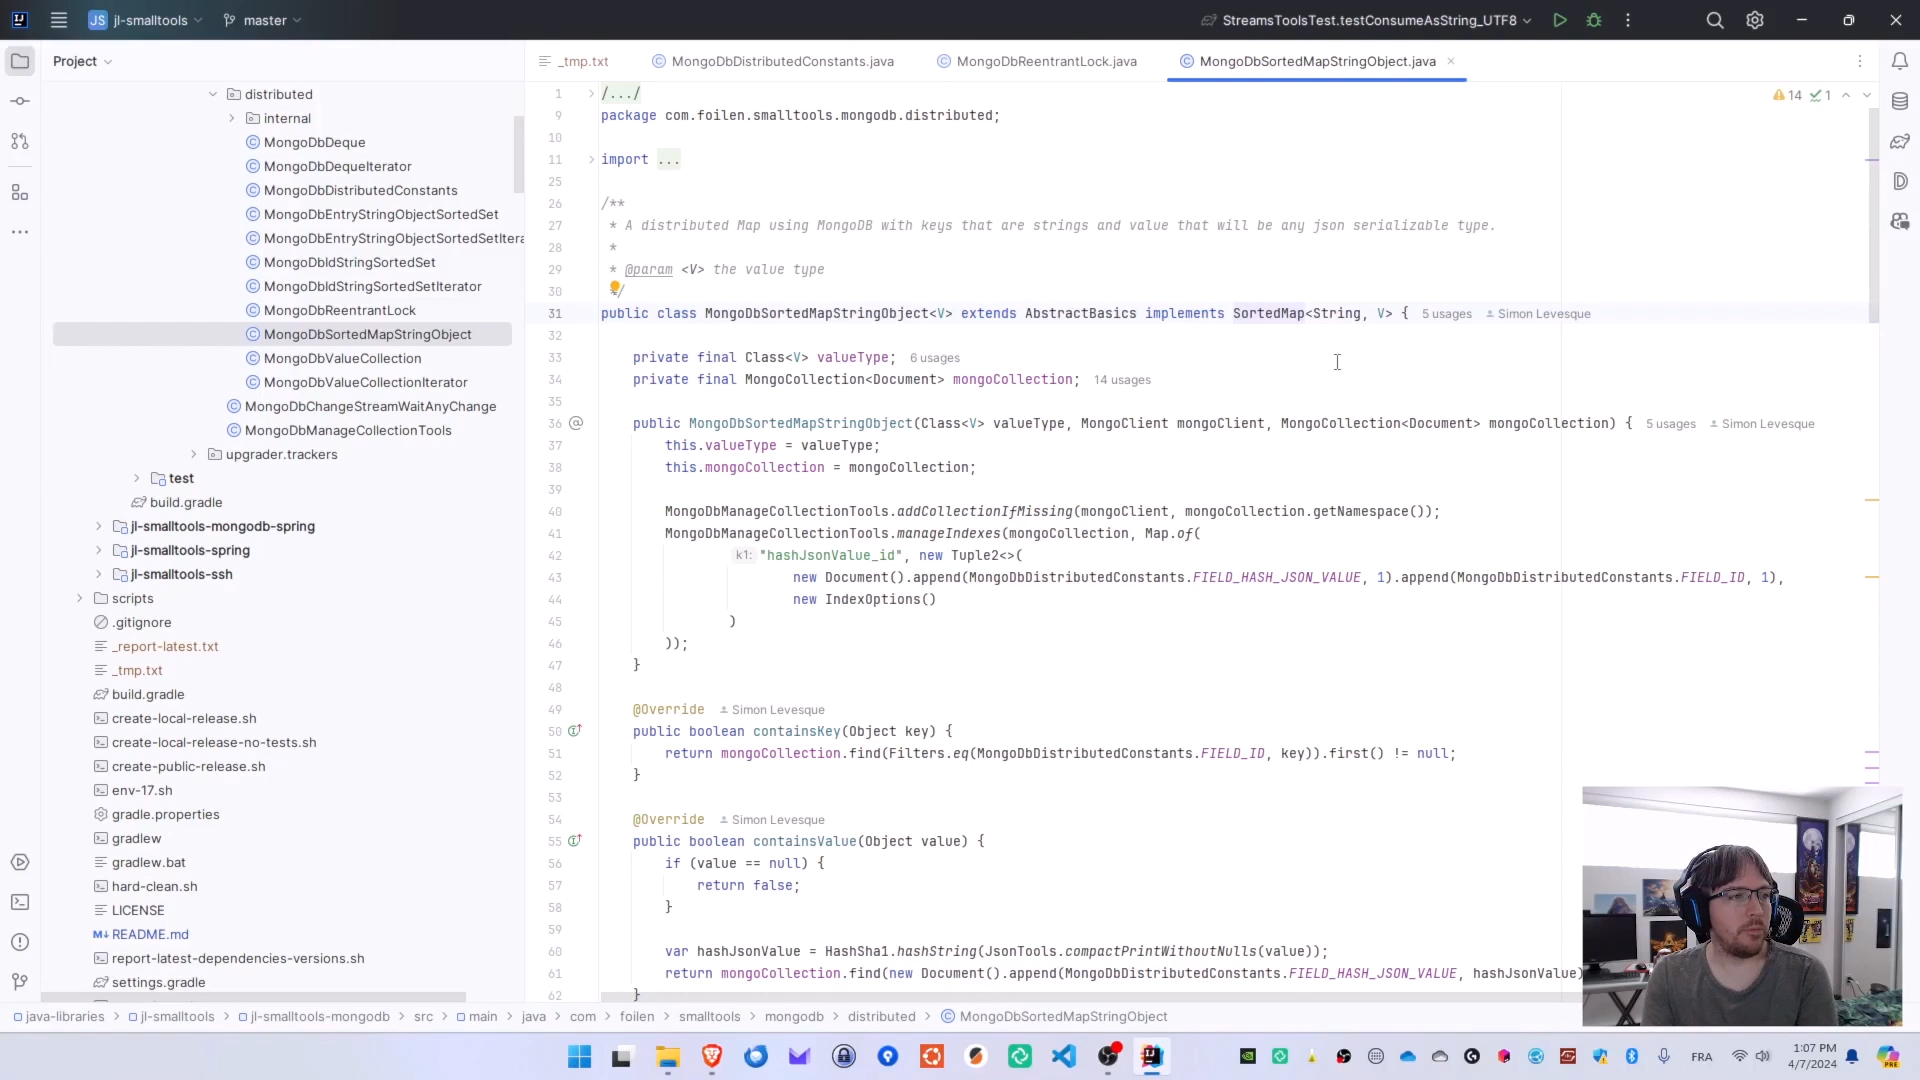 JS jl-smalltools
master
StreamsToolsTest.testConsumeAsString_UTF8
Project
_tmp.txt
MongoDbDistributedConstants.java
MongoDbReentrantLock.java
MongoDbSortedMapStringObject.java
distributed
internal
MongoDbDeque
MongoDbDequeIterator
MongoDbDistributedConstants
MongoDbEntryStringObjectSortedSet
MongoDbEntryStringObjectSortedSetItera
MongoDbIdStringSortedSet
MongoDbIdStringSortedSetIterator
MongoDbReentrantLock
MongoDbSortedMapStringObject
MongoDbValueCollection
MongoDbValueCollectionIterator
MongoDbChangeStreamWaitAnyChange
MongoDbManageCollectionTools
upgrader.trackers
test
build.gradle
jl-smalltools-mongodb-spring
jl-smalltools-spring
jl-smalltools-ssh
scripts
.gitignore
_report-latest.txt
_tmp.txt
build.gradle
create-local-release.sh
create-local-release-no-tests.sh
create-public-release.sh
env-17.sh
gradle.properties
gradlew
gradlew.bat
hard-clean.sh
LICENSE
README.md
report-latest-dependencies-versions.sh
settings.gradle
14 1
1 /.../
9 package com.foilen.smalltools.mongodb.distributed;
10
11 import ...
25
26 /**
27 * A distributed Map using MongoDB with keys that are strings and value that will be any json serializable type.
28 *
29 * @param <V> the value type
30 */
31 public class MongoDbSortedMapStringObject<V> extends AbstractBasics implements SortedMap<String, V> { 5 usages Simon Levesque
32
33 private final Class<V> valueType; 6 usages
34 private final MongoCollection<Document> mongoCollection; 14 usages
35
36 @ public MongoDbSortedMapStringObject(Class<V> valueType, MongoClient mongoClient, MongoCollection<Document> mongoCollection) { 5 usages Simon Levesque
37 this.valueType = valueType;
38 this.mongoCollection = mongoCollection;
39
40 MongoDbManageCollectionTools.addCollectionIfMissing(mongoClient, mongoCollection.getNamespace());
41 MongoDbManageCollectionTools.manageIndexes(mongoCollection, Map.of(
42 k1: "hashJsonValue_id", new Tuple2<>(
43 new Document().append(MongoDbDistributedConstants.FIELD_HASH_JSON_VALUE, 1).append(MongoDbDistributedConstants.FIELD_ID, 1),
44 new IndexOptions()
45 )
46 ));
47 }
48
49 @Override Simon Levesque
50 public boolean containsKey(Object key) {
51 return mongoCollection.find(Filters.eq(MongoDbDistributedConstants.FIELD_ID, key)).first() != null;
52 }
53
54 @Override Simon Levesque
55 public boolean containsValue(Object value) {
56 if (value == null) {
57 return false;
58 }
59
60 var hashJsonValue = HashSha1.hashString(JsonTools.compactPrintWithoutNulls(value));
61 return mongoCollection.find(new Document().append(MongoDbDistributedConstants.FIELD_HASH_JSON_VALUE, hashJsonValue)
62 }
java-libraries > jl-smalltools > jl-smalltools-mongodb > src > main > java > com > foilen > smalltools > mongodb > distributed > MongoDbSortedMapStringObject
FRA
1:07 PM
4/7/2024